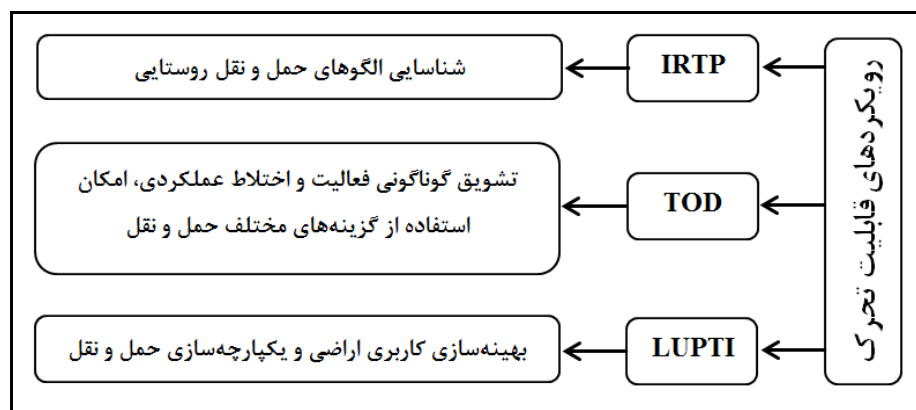 رویکردهای قابلیت تحرک
IRTP
شناسایی الگوهای حمل و نقل روستایی
TOD
تشویق گوناگونی فعالیت و اختلاط عملکردی، امکان
استفاده از گزینه‌های مختلف حمل و نقل
LUPTI
بهینه‌سازی کاربری اراضی و یکپارچه‌سازی حمل و نقل